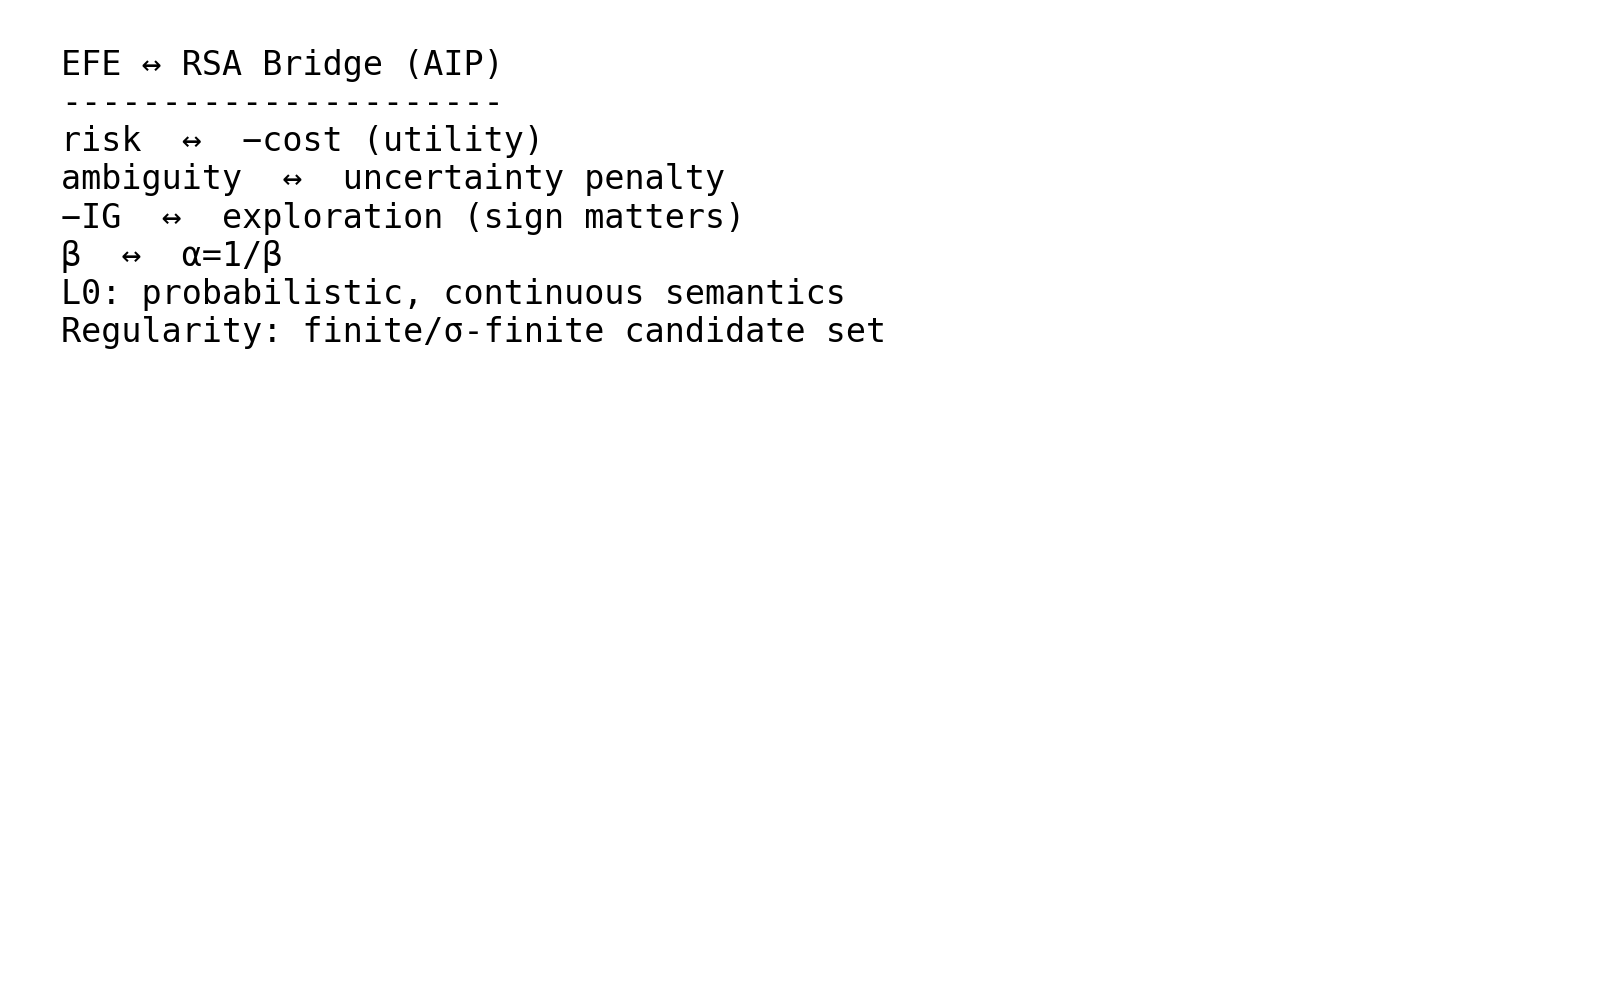 EFE ↔ RSA Bridge (AIP)
----------------------
risk  ↔  −cost (utility)
ambiguity  ↔  uncertainty penalty
−IG  ↔  exploration (sign matters)
β  ↔  α=1/β
L0: probabilistic, continuous semantics
Regularity: finite/σ-finite candidate set